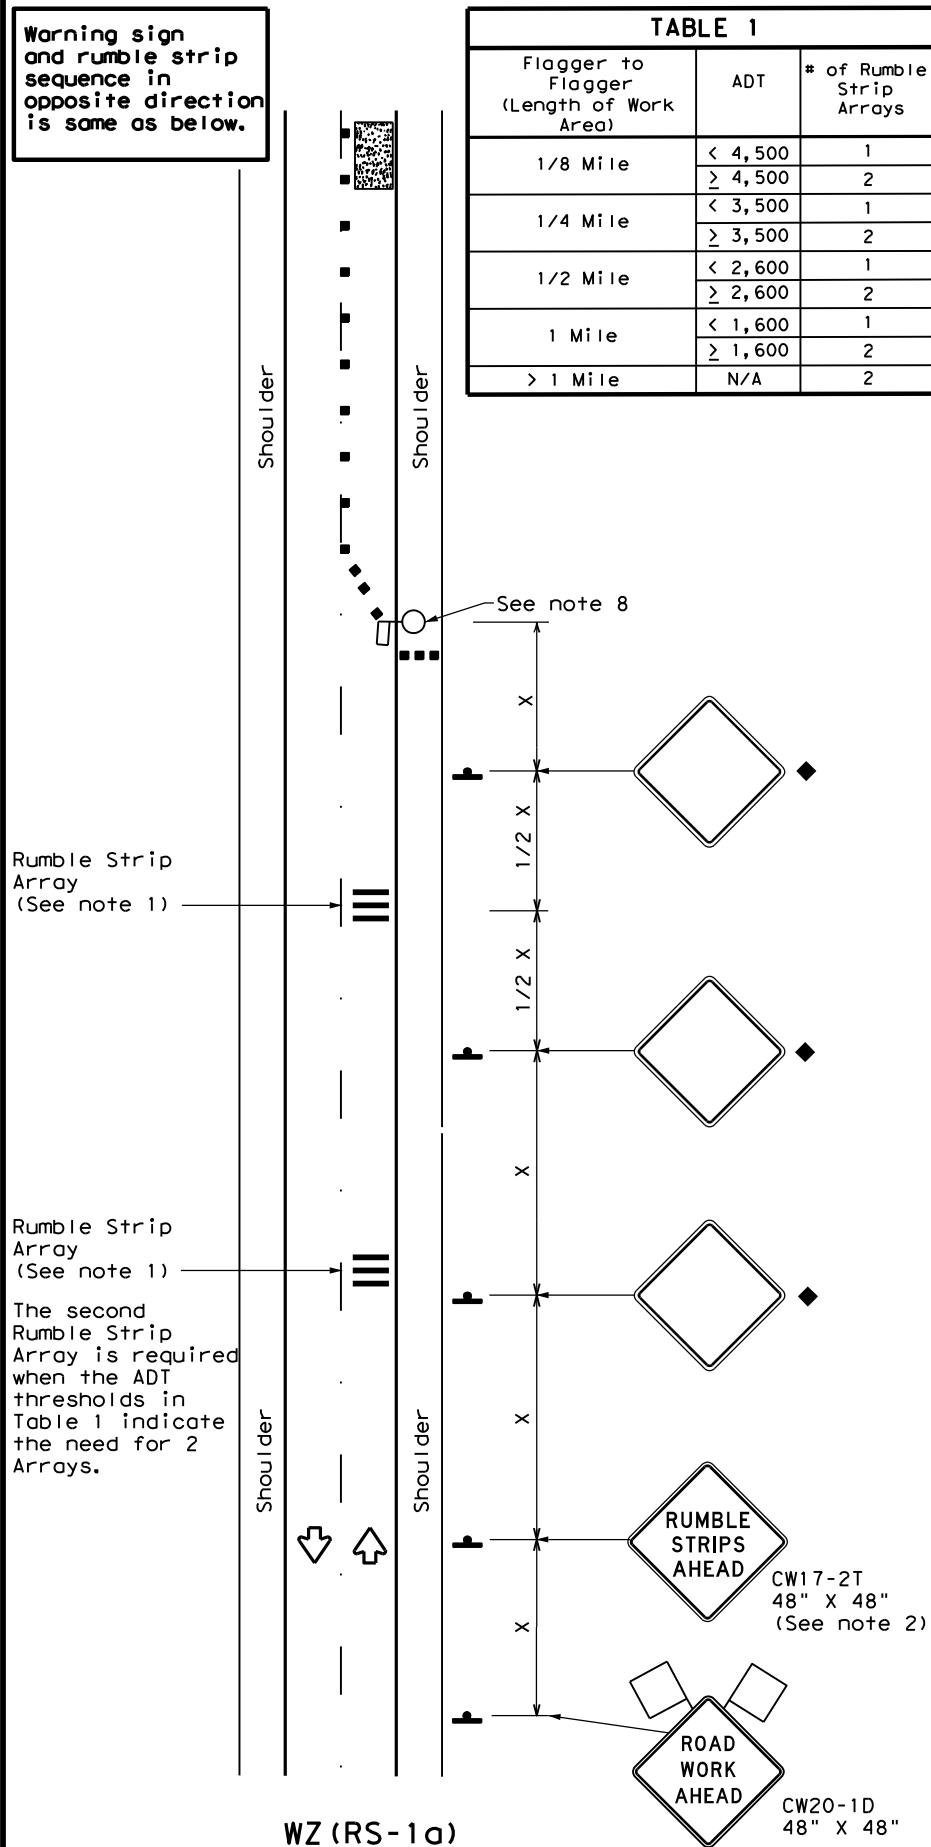 Warning sign
and rumble strip
sequence in
opposite direction
is same as below.
TABLE 1
Flagger to
Flagger
(Length of Work
Area)
ADT
# of Rumble
Strip
Arrays
1/8 Mile
< 4,500
1
≥ 4,500
2
1/4 Mile
< 3,500
1
≥ 3,500
2
1/2 Mile
< 2,600
1
≥ 2,600
2
1 Mile
< 1,600
1
≥ 1,600
2
> 1 Mile
N/A
2
Shoulder
Shoulder
See note 8
X
1/2 X
Rumble Strip
Array
(See note 1)
1/2 X
X
Rumble Strip
Array
(See note 1)
The second
Rumble Strip
Array is required
when the ADT
thresholds in
Table 1 indicate
the need for 2
Arrays.
Shoulder
Shoulder
X
RUMBLE
STRIPS
AHEAD
CW17-2T
48" X 48"
(See note 2)
X
ROAD
WORK
AHEAD
CW20-1D
48" X 48"
WZ(RS-1a)